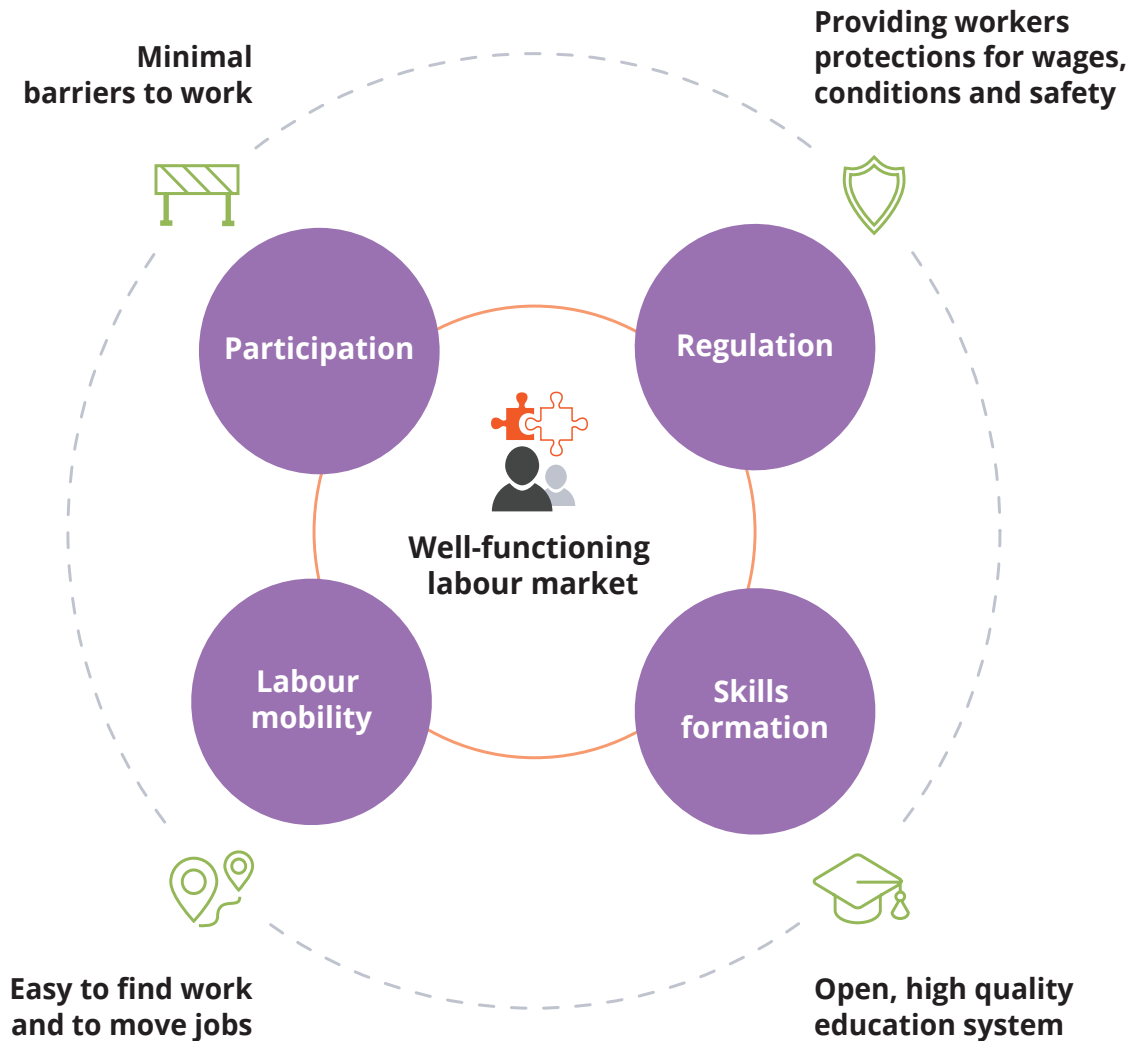 Minimal
barriers to work
Providing workers
protections for wages,
conditions and safety
Participation
Regulation
Well-functioning
labour market
Labour
mobility
Skills
formation
Easy to find work
and to move jobs
Open, high quality
education system